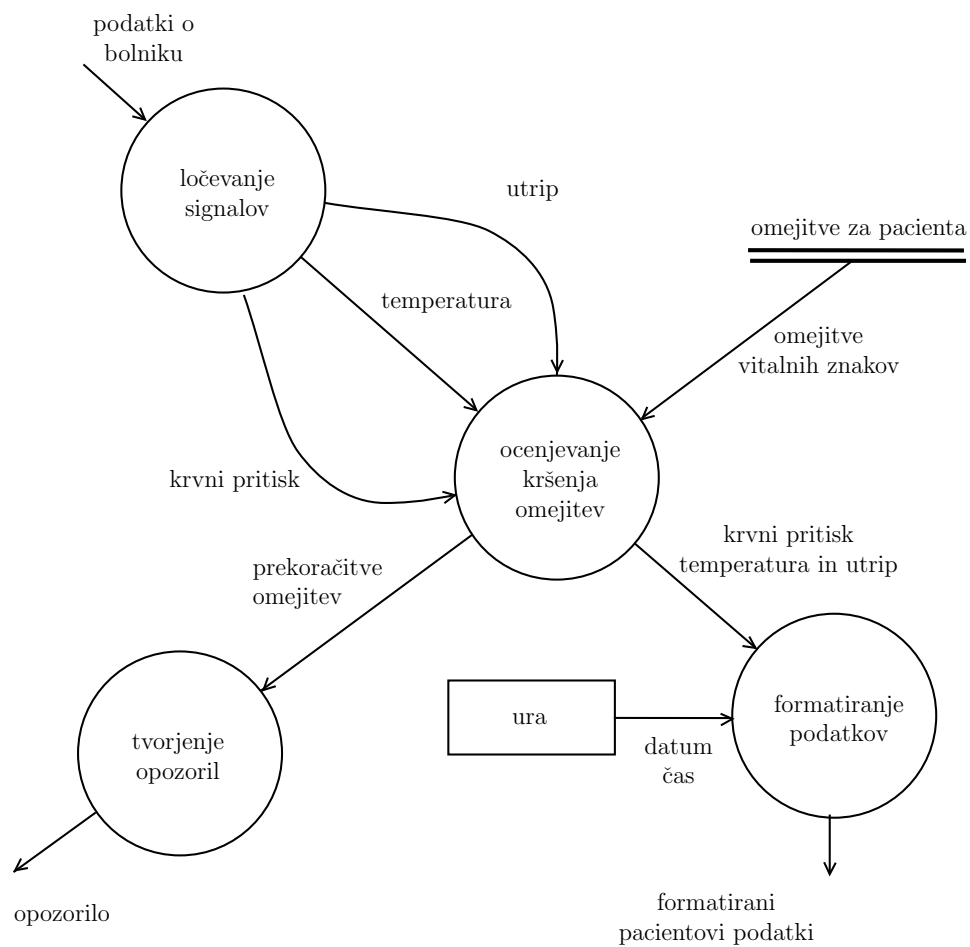 podatki o
bolniku
ločevanje
signalov
utrip
omejitve za pacienta
temperatura
omejitve
vitalnih znakov
krvni pritisk
ocenjevanje
kršenja
omejitev
prekoračitve
omejitev
krvni pritisk
temperatura in utrip
tvorjenje
opozoril
ura
datum
čas
formatiranje
podatkov
opozorilo
formatirani
pacientovi podatki